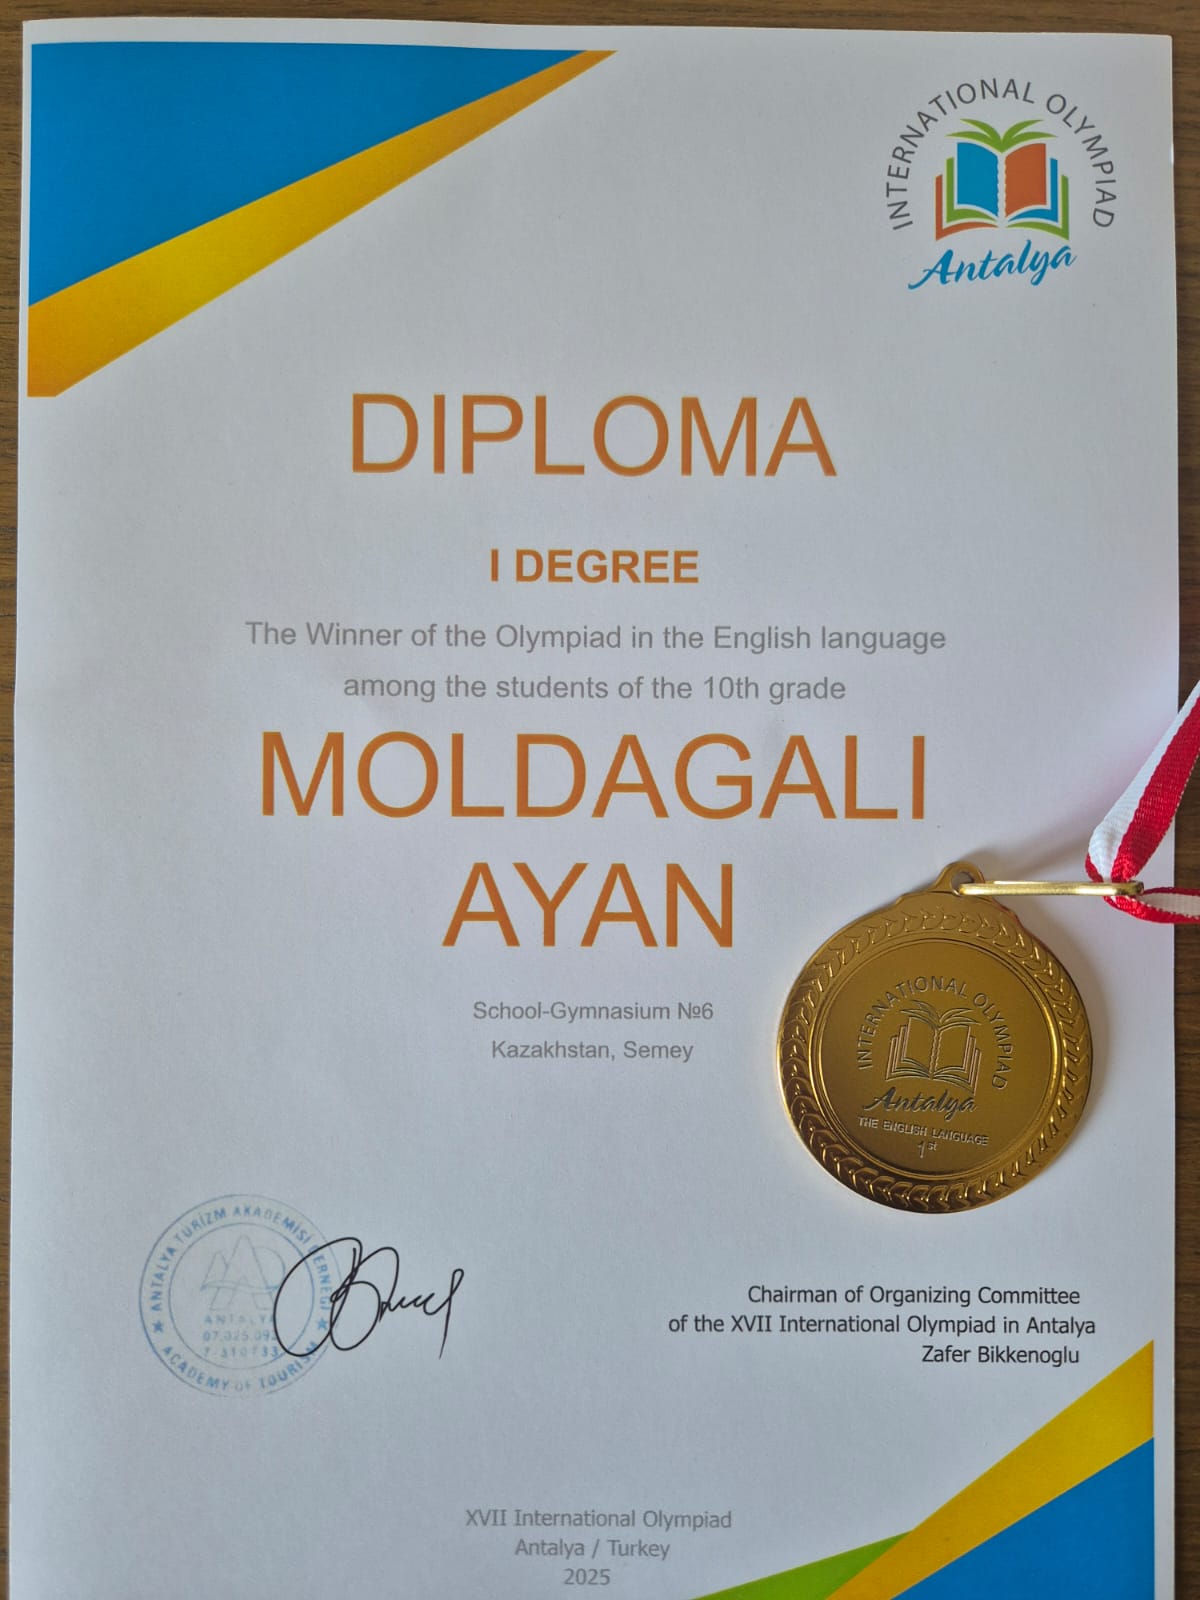 INTERNATIONAL OLYMPIAD
Antalya
DIPLOMA
I DEGREE
The Winner of the Olympiad in the English language
among the students of the 10th grade
MOLDAGALI
AYAN
School-Gymnasium №6
Kazakhstan, Semey
INTERNATIONAL OLYMPIAD
Antalya
THE ENGLISH LANGUAGE
1st
ANTALYA TURİZM AKADEMİSİ DERNEĞİ
ANTALYA
ACADEMY OF TOURISM
Chairman of Organizing Committee
of the XVII International Olympiad in Antalya
Zafer Bikkenoglu
XVII International Olympiad
Antalya / Turkey
2025